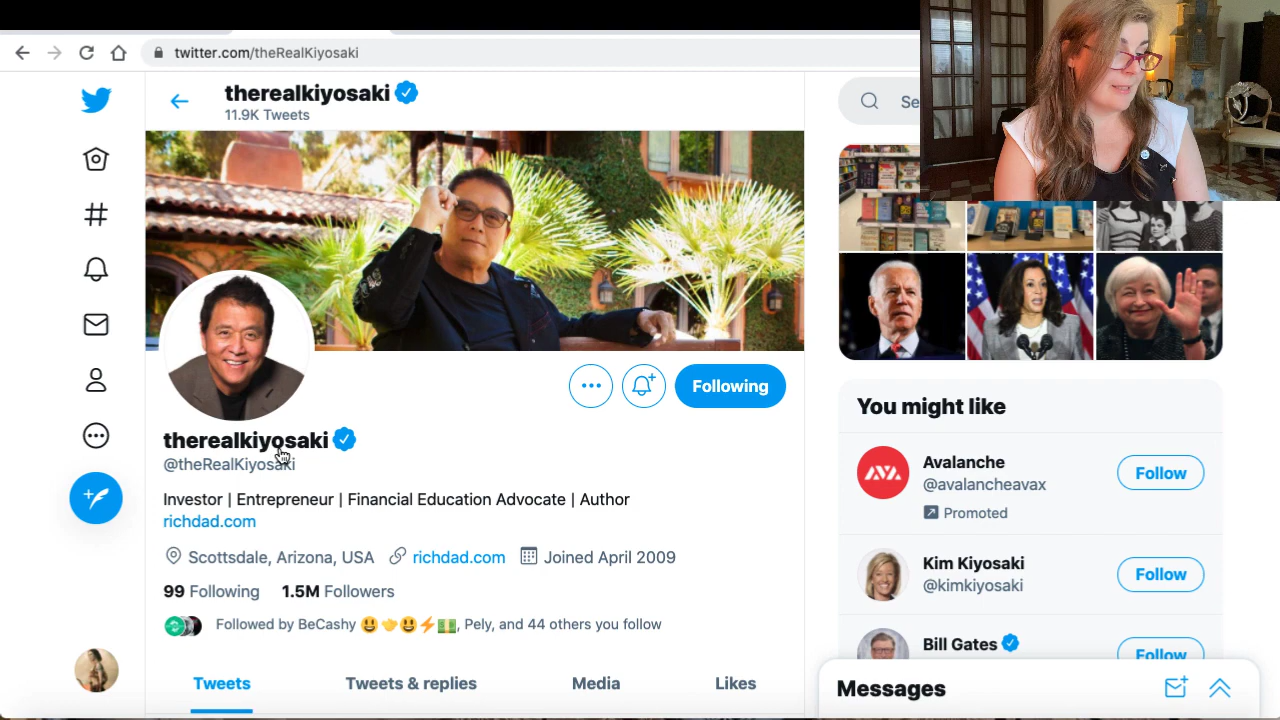 twitter.com/theRealKiyosaki
therealkiyosaki
11.9K Tweets
Se
Following
therealkiyosaki
@theRealKiyosaki
Investor | Entrepreneur | Financial Education Advocate | Author
richdad.com
Scottsdale, Arizona, USA richdad.com Joined April 2009
99 Following 1.5M Followers
Followed by BeCashy 😃🤝😃⚡💵, Pely, and 44 others you follow
Tweets Tweets & replies Media Likes
You might like
Avalanche
@avalancheavax
Promoted
Follow
Kim Kiyosaki
@kimkiyosaki
Follow
Bill Gates
Follow
Messages